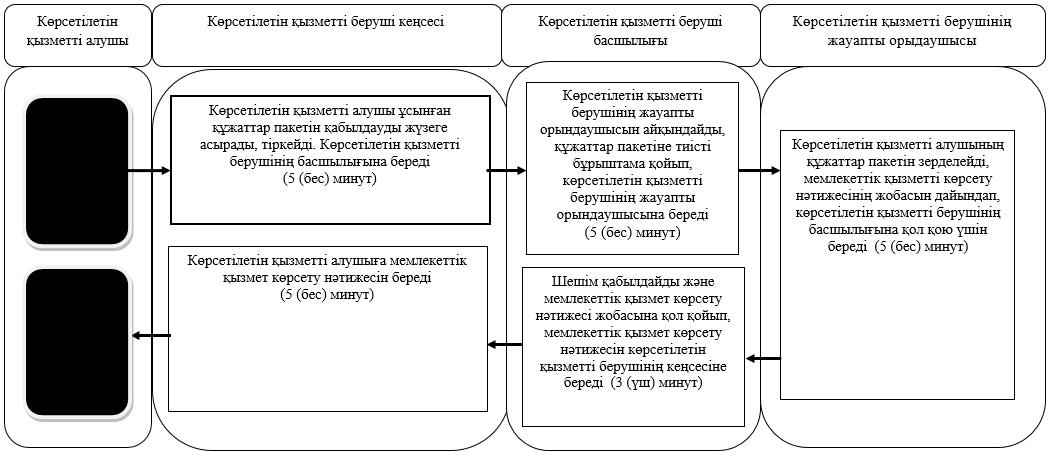 Көрсетілетін
қызметті алушы
Көрсетілетін қызметті беруші кеңсесі
Көрсетілетін қызметті беруші
басшылығы
Көрсетілетін қызметті берушінің
жауапты орыдаушысы
Көрсетілетін қызметті алушы ұсынған
құжаттар пакетін қабылдауды жүзеге
асырады, тіркейді. Көрсетілетін қызметті
берушінің басшылығына береді
(5 (бес) минут)
Көрсетілетін қызметті
берушінің жауапты
орындаушысын айқындайды,
құжаттар пакетіне тиісті
бұрыштама қойып,
көрсетілетін қызметті
берушінің жауапты
орындаушысына береді
(5 (бес) минут)
Көрсетілетін қызметті алушының
құжаттар пакетін зерделейді,
мемлекеттік қызметті көрсету
нәтижесінің жобасын дайындап,
көрсетілетін қызметті берушінің
басшылығына қол қою үшін
береді (5 (бес) минут)
Көрсетілетін қызметті алушыға мемлекеттік
қызмет көрсету нәтижесін береді
(5 (бес) минут)
Шешім қабылдайды және
мемлекеттік қызмет көрсету
нәтижесі жобасына қол қойып,
мемлекеттік қызмет көрсету
нәтижесін көрсетілетін
қызметті берушінің кеңсесіне
береді (3 (үш) минут)